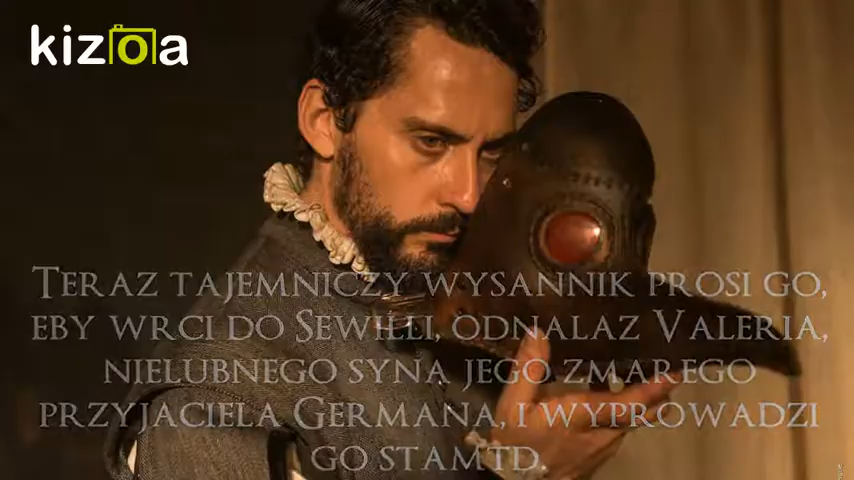 kizoa
Teraz tajemniczy wysannik prosi go,
eby wrci do Sewilli, odnalaz Valeria,
nielubnego syna jego zmarego
przyjaciela Germana, i wyprowadzi
go stamtd.